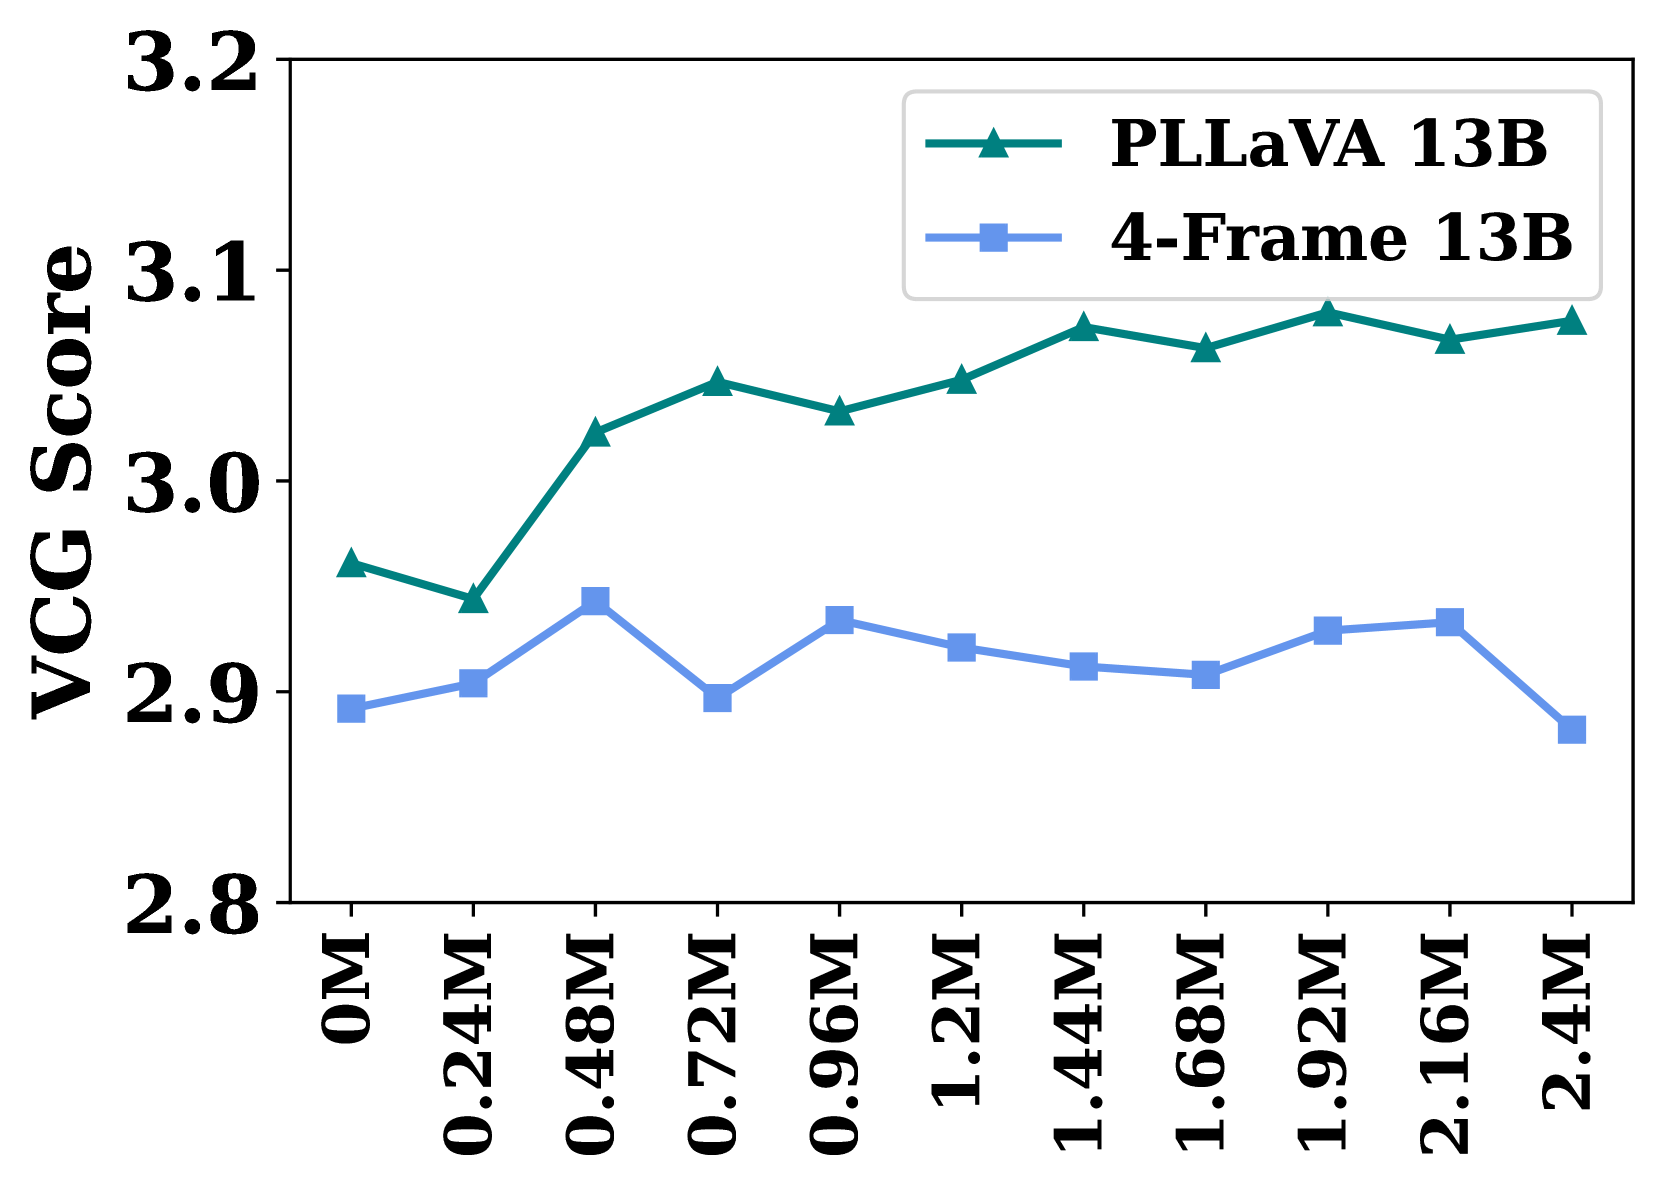 VCG Score
3.2
3.1
3.0
2.9
2.8
PLLaVA 13B
4-Frame 13B
0M
0.24M
0.48M
0.72M
0.96M
1.2M
1.44M
1.68M
1.92M
2.16M
2.4M